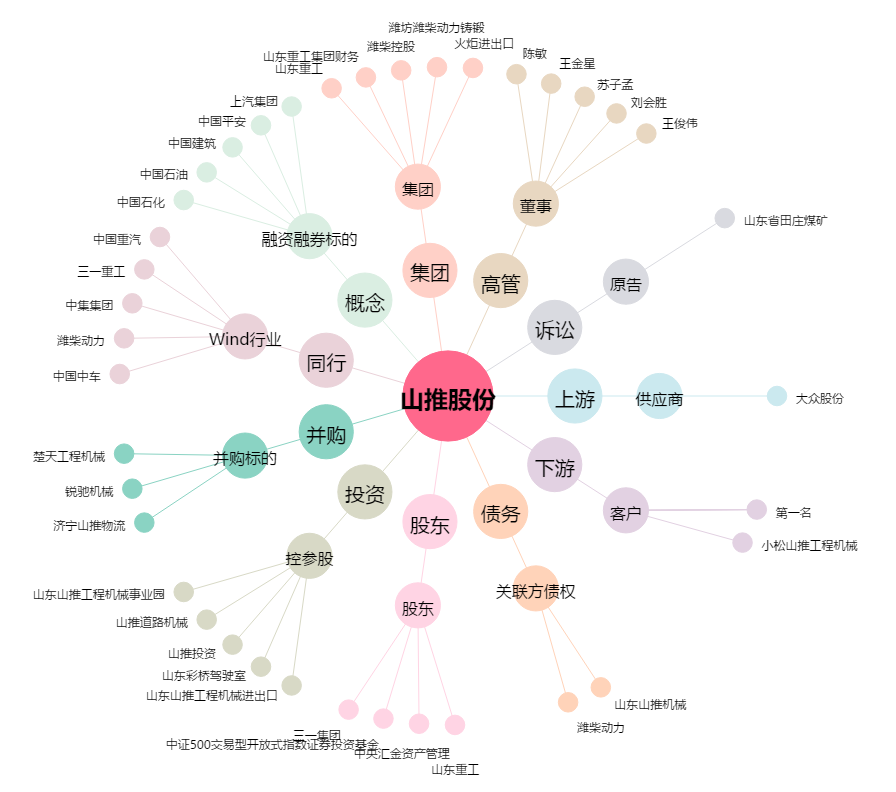 潍坊潍柴动力铸锻
潍柴控股
火炬进出口
山东重工集团财务
山东重工
陈敏
王金星
苏子孟
刘会胜
王俊伟
上汽集团
中国平安
中国建筑
中国石油
中国石化
集团
董事
融资融券标的
山东省田庄煤矿
中国重汽
三一重工
中集集团
潍柴动力
中国中车
集团
高管
原告
概念
诉讼
Wind行业
同行
山推股份
上游
供应商
大众股份
并购
并购标的
楚天工程机械
锐驰机械
济宁山推物流
下游
客户
第一名
小松山推工程机械
投资
股东
债务
控参股
山东山推工程机械事业园
山推道路机械
山推投资
山东彩桥驾驶室
山东山推工程机械进出口
股东
关联方债权
山东山推机械
潍柴动力
三一集团
中证500交易型开放式指数证券投资基金
中央汇金资产管理
山东重工